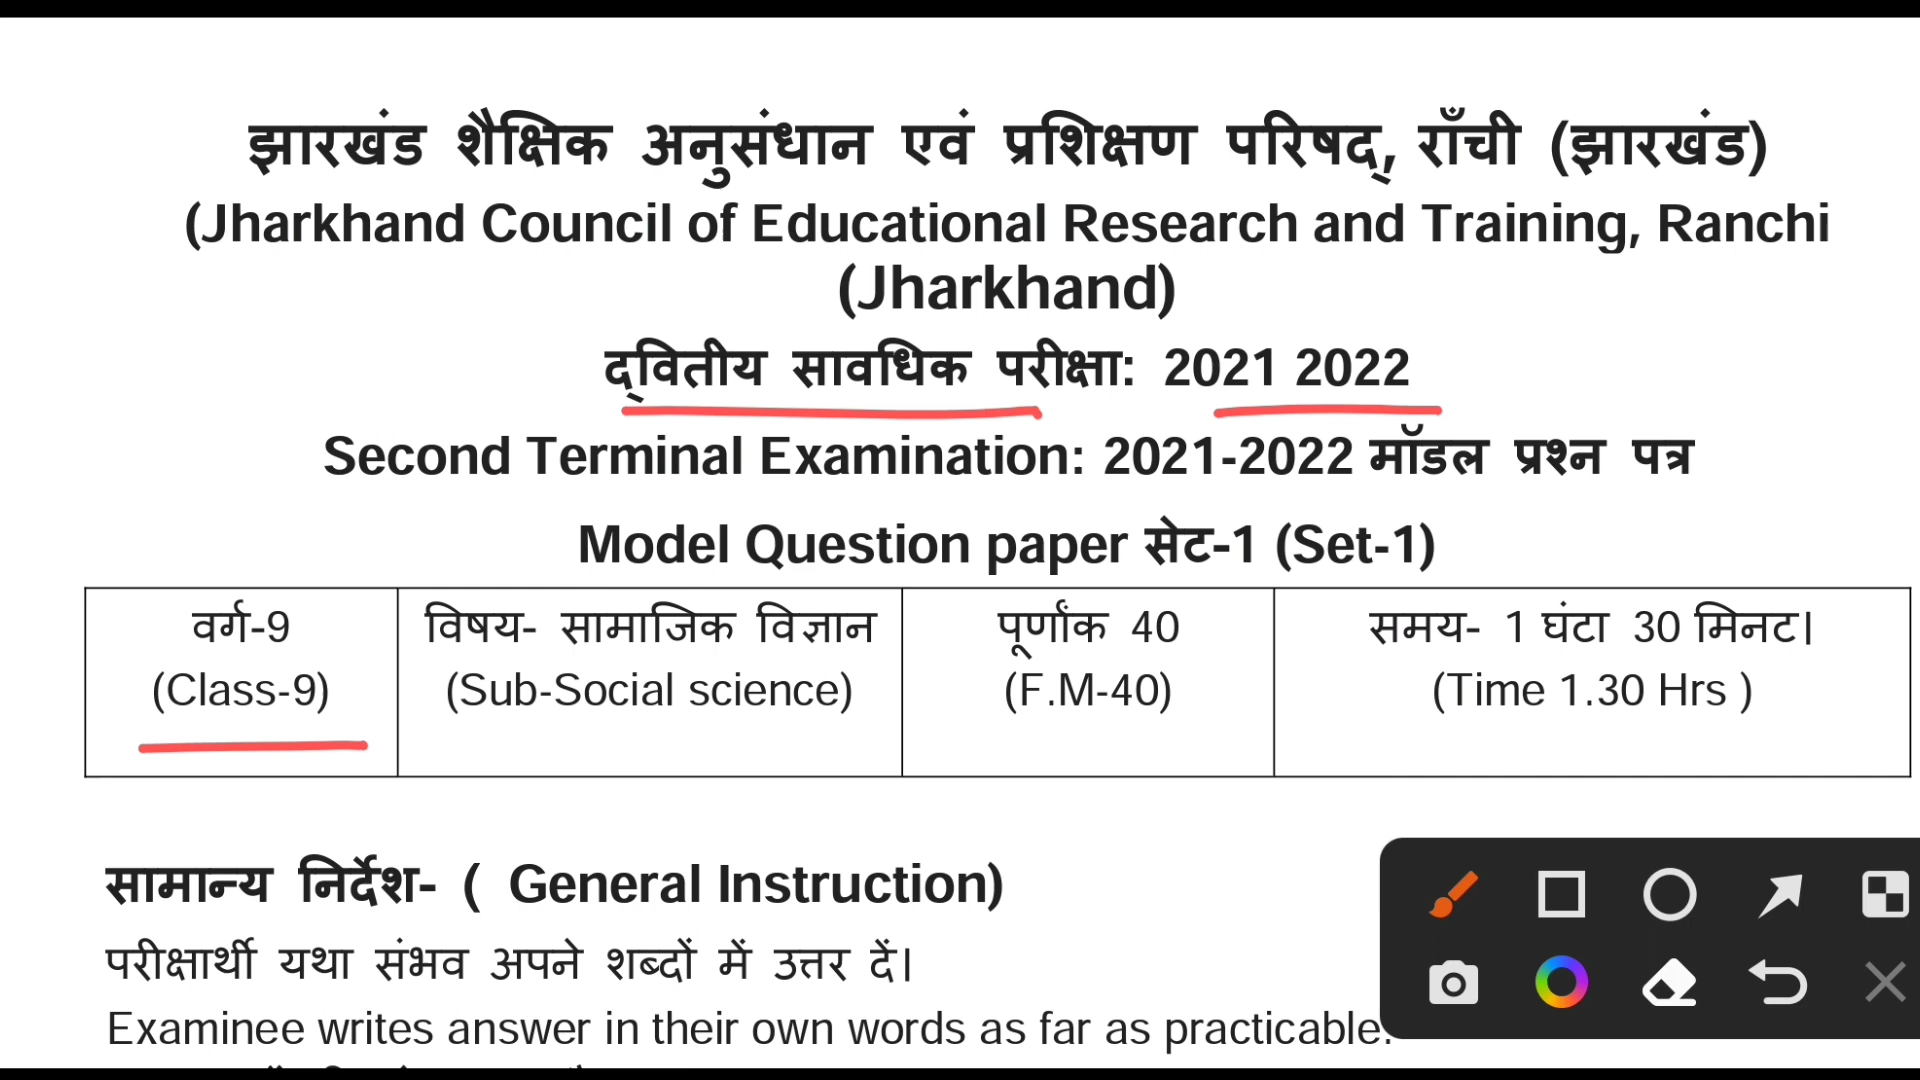 झारखंड शैक्षिक अनुसंधान एवं प्रशिक्षण परिषद्, राँची (झारखंड)
(Jharkhand Council of Educational Research and Training, Ranchi
(Jharkhand)
द्वितीय सावधिक परीक्षा: 2021 2022
Second Terminal Examination: 2021-2022 मॉडल प्रश्न पत्र
Model Question paper सेट-1 (Set-1)
वर्ग-9
(Class-9)
विषय- सामाजिक विज्ञान
(Sub-Social science)
पूर्णांक 40
(F.M-40)
समय- 1 घंटा 30 मिनट।
(Time 1.30 Hrs )
सामान्य निर्देश- ( General Instruction)
परीक्षार्थी यथा संभव अपने शब्दों में उत्तर दें।
Examinee writes answer in their own words as far as practicable.